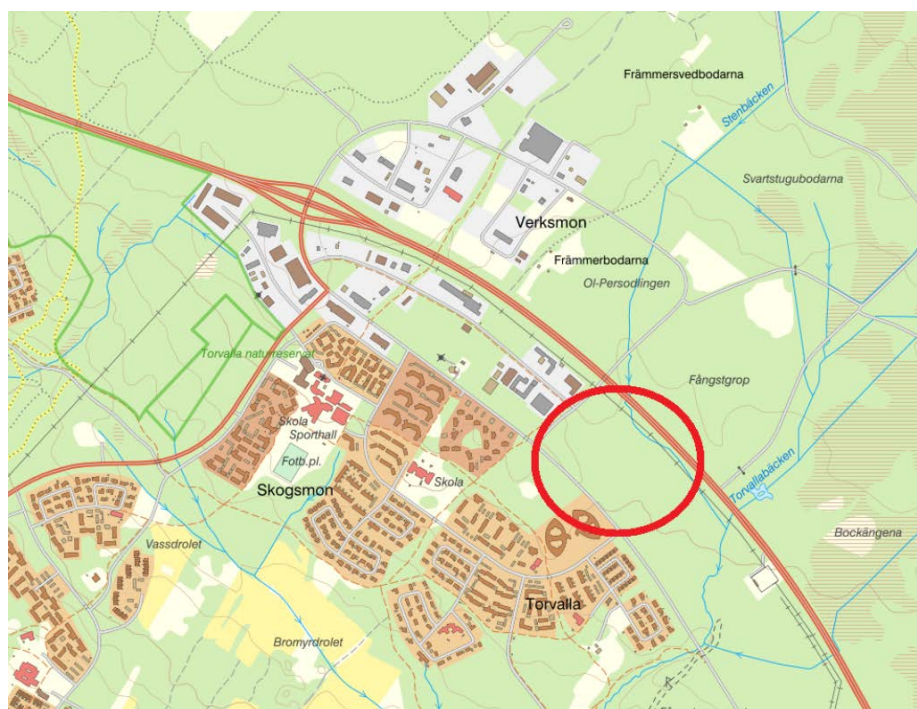 Främmersvedbodarna
Stenbäcken
Svartstugubodarna
Verksmon
Främmerbodarna
Ol-Persodlingen
Torvalla naturreservat
Fångstgrop
Skola
Sporthall
Fotb.pl.
Skola
Skogsmon
Torvallabäcken
Bockängena
Vassdrolet
Torvalla
Bromyrdrolet